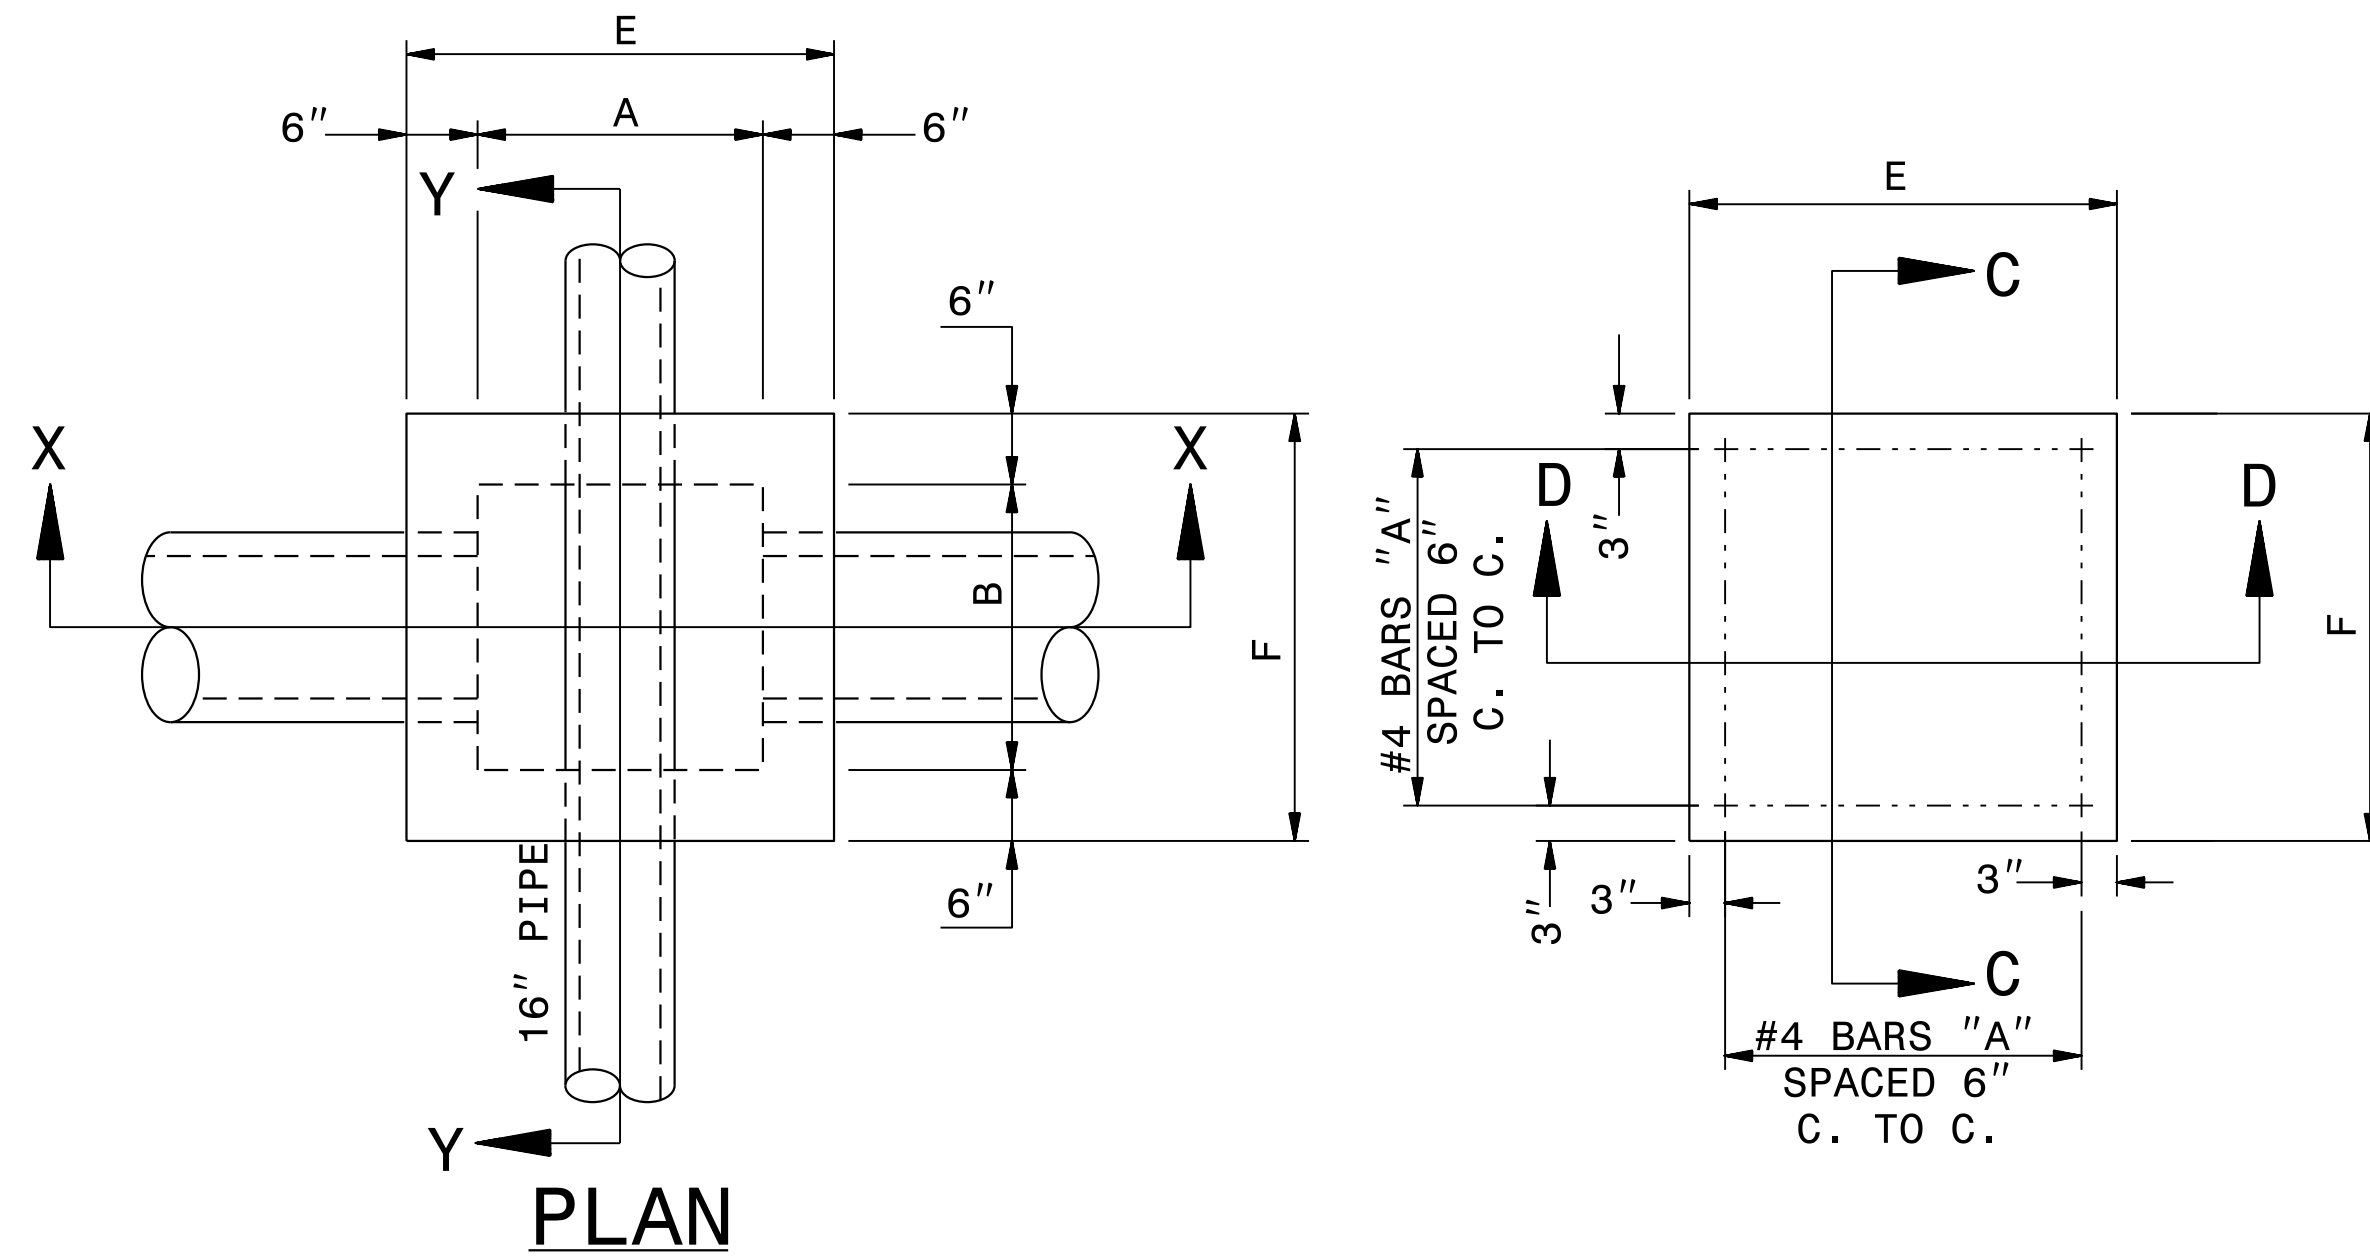 E
6"
A
6"
Y
6"
X
X
B
F
6"
16" PIPE
Y
PLAN
E
C
3"
D
D
#4 BARS "A"
SPACED 6"
C. TO C.
F
3"
3"
3"
C
#4 BARS "A"
SPACED 6"
C. TO C.